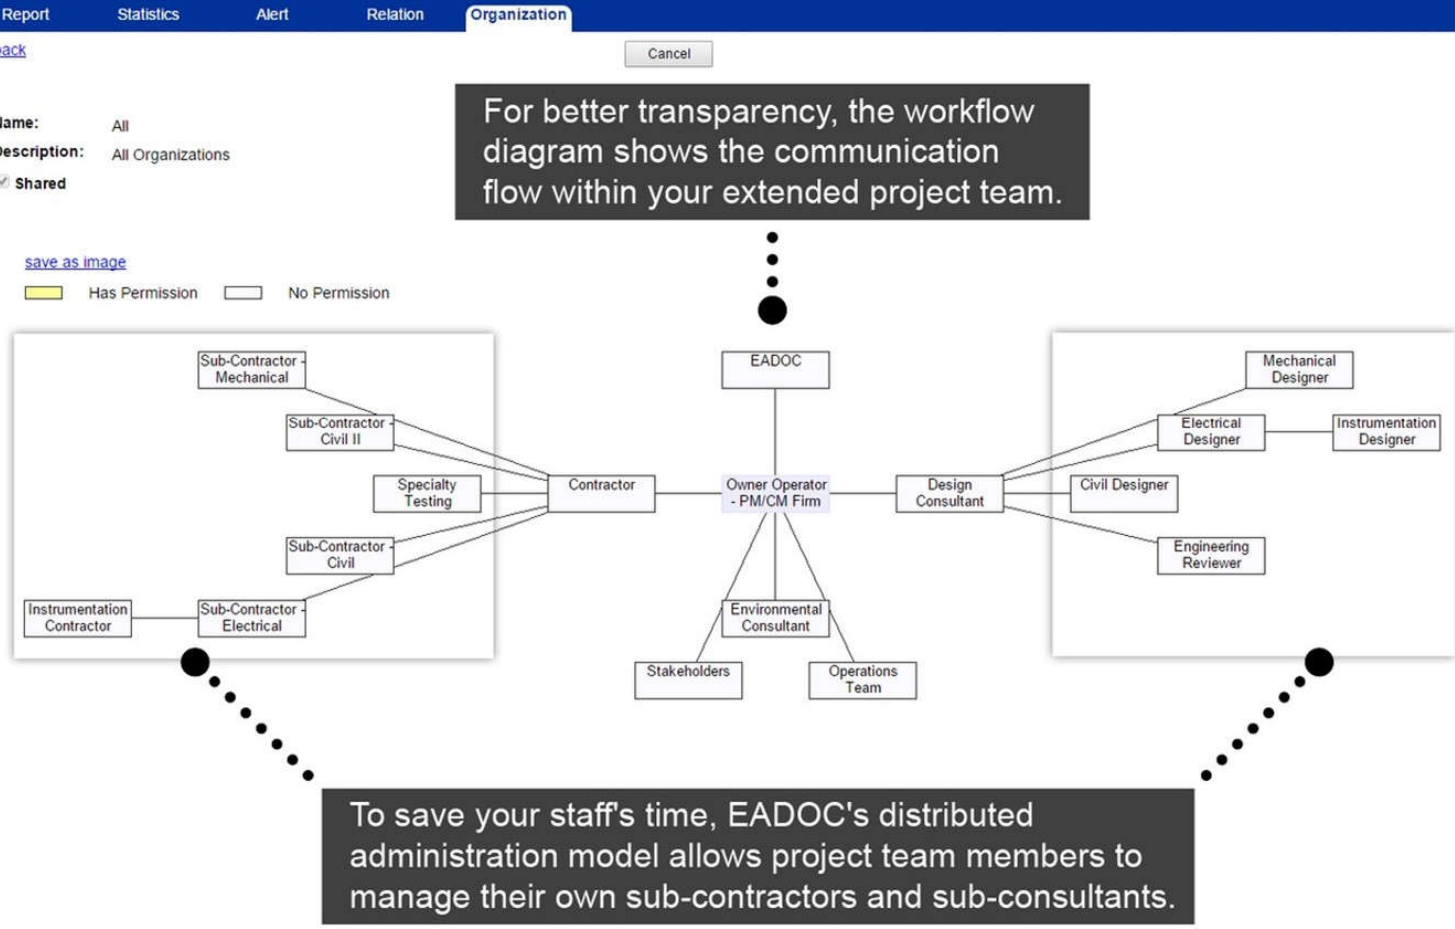 Report Statistics Alert Relation Organization
back
Cancel
Name: All
Description: All Organizations
Shared
For better transparency, the workflow
diagram shows the communication
flow within your extended project team.
save as image
Has Permission No Permission
Sub-Contractor -
Mechanical
Sub-Contractor -
Civil II
Specialty
Testing
Sub-Contractor -
Civil
Instrumentation
Contractor
Sub-Contractor -
Electrical
Contractor
EADOC
Owner Operator
- PM/CM Firm
Environmental
Consultant
Stakeholders
Operations
Team
Design
Consultant
Mechanical
Designer
Electrical
Designer
Instrumentation
Designer
Civil Designer
Engineering
Reviewer
To save your staff's time, EADOC's distributed
administration model allows project team members to
manage their own sub-contractors and sub-consultants.